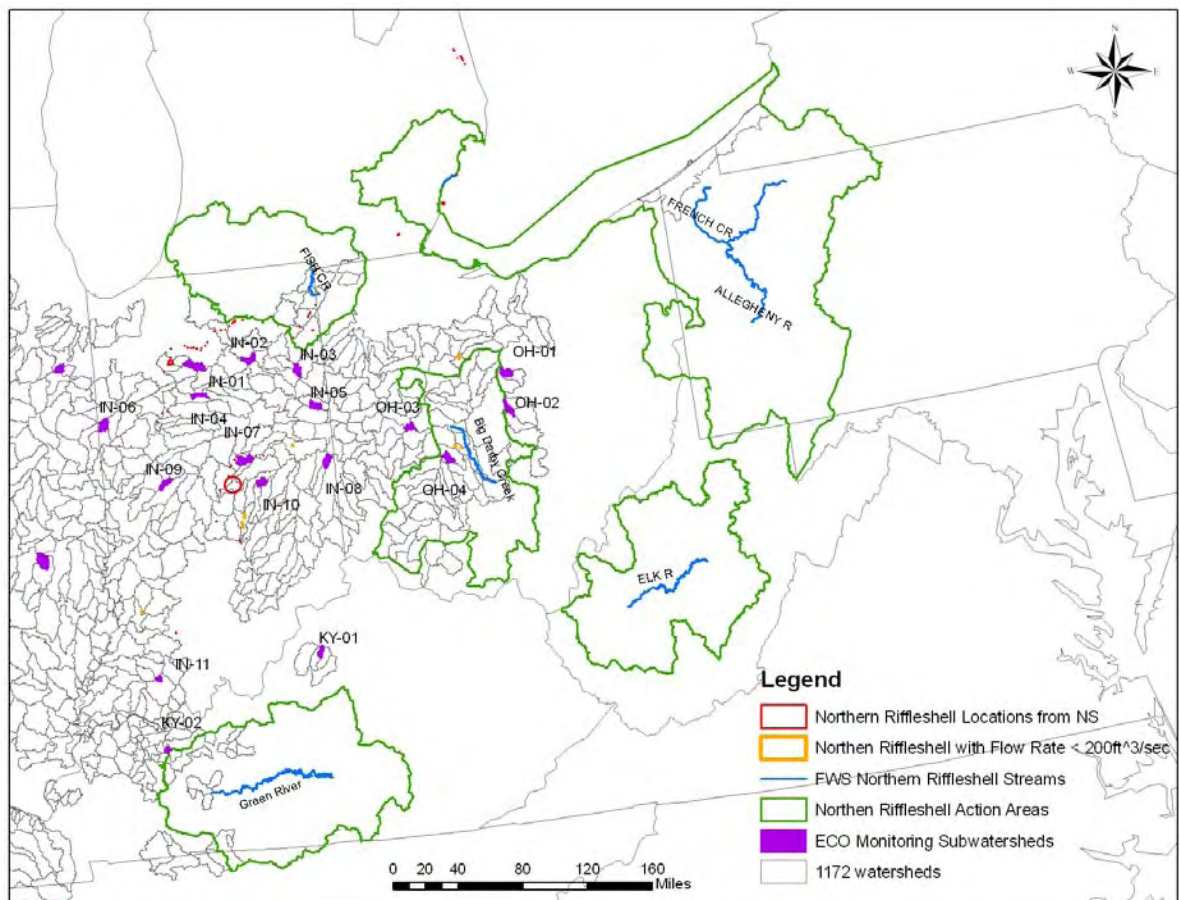 N
W
E
S
FRENCH CR
FISH CR
ALLEGHENY R
IN-02
IN-03
OH-01
IN-01
IN-05
OH-02
IN-06
IN-04
OH-03
IN-07
Big Darby Creek
IN-09
IN-08
OH-04
IN-10
ELK R
KY-01
IN-11
KY-02
Green River
Legend
Northern Riffleshell Locations from NS
Northen Riffleshell with Flow Rate < 200ft^3/sec
FWS Northern Riffleshell Streams
Northen Riffleshell Action Areas
ECO Monitoring Subwatersheds
1172 watersheds
0 20 40 80 120 160
Miles